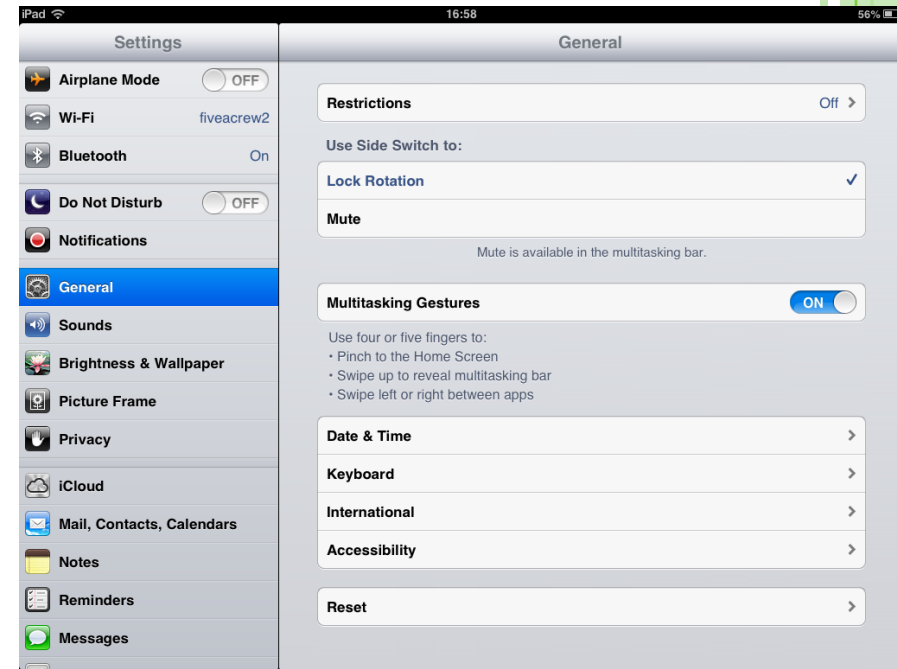 iPad 16:58 56%
Settings
Airplane Mode OFF
Wi-Fi fiveacrew2
Bluetooth On
Do Not Disturb OFF
Notifications
General
Sounds
Brightness & Wallpaper
Picture Frame
Privacy
iCloud
Mail, Contacts, Calendars
Notes
Reminders
Messages
General
Restrictions Off
Use Side Switch to:
Lock Rotation
Mute
Mute is available in the multitasking bar.
Multitasking Gestures ON
Use four or five fingers to:
• Pinch to the Home Screen
• Swipe up to reveal multitasking bar
• Swipe left or right between apps
Date & Time
Keyboard
International
Accessibility
Reset